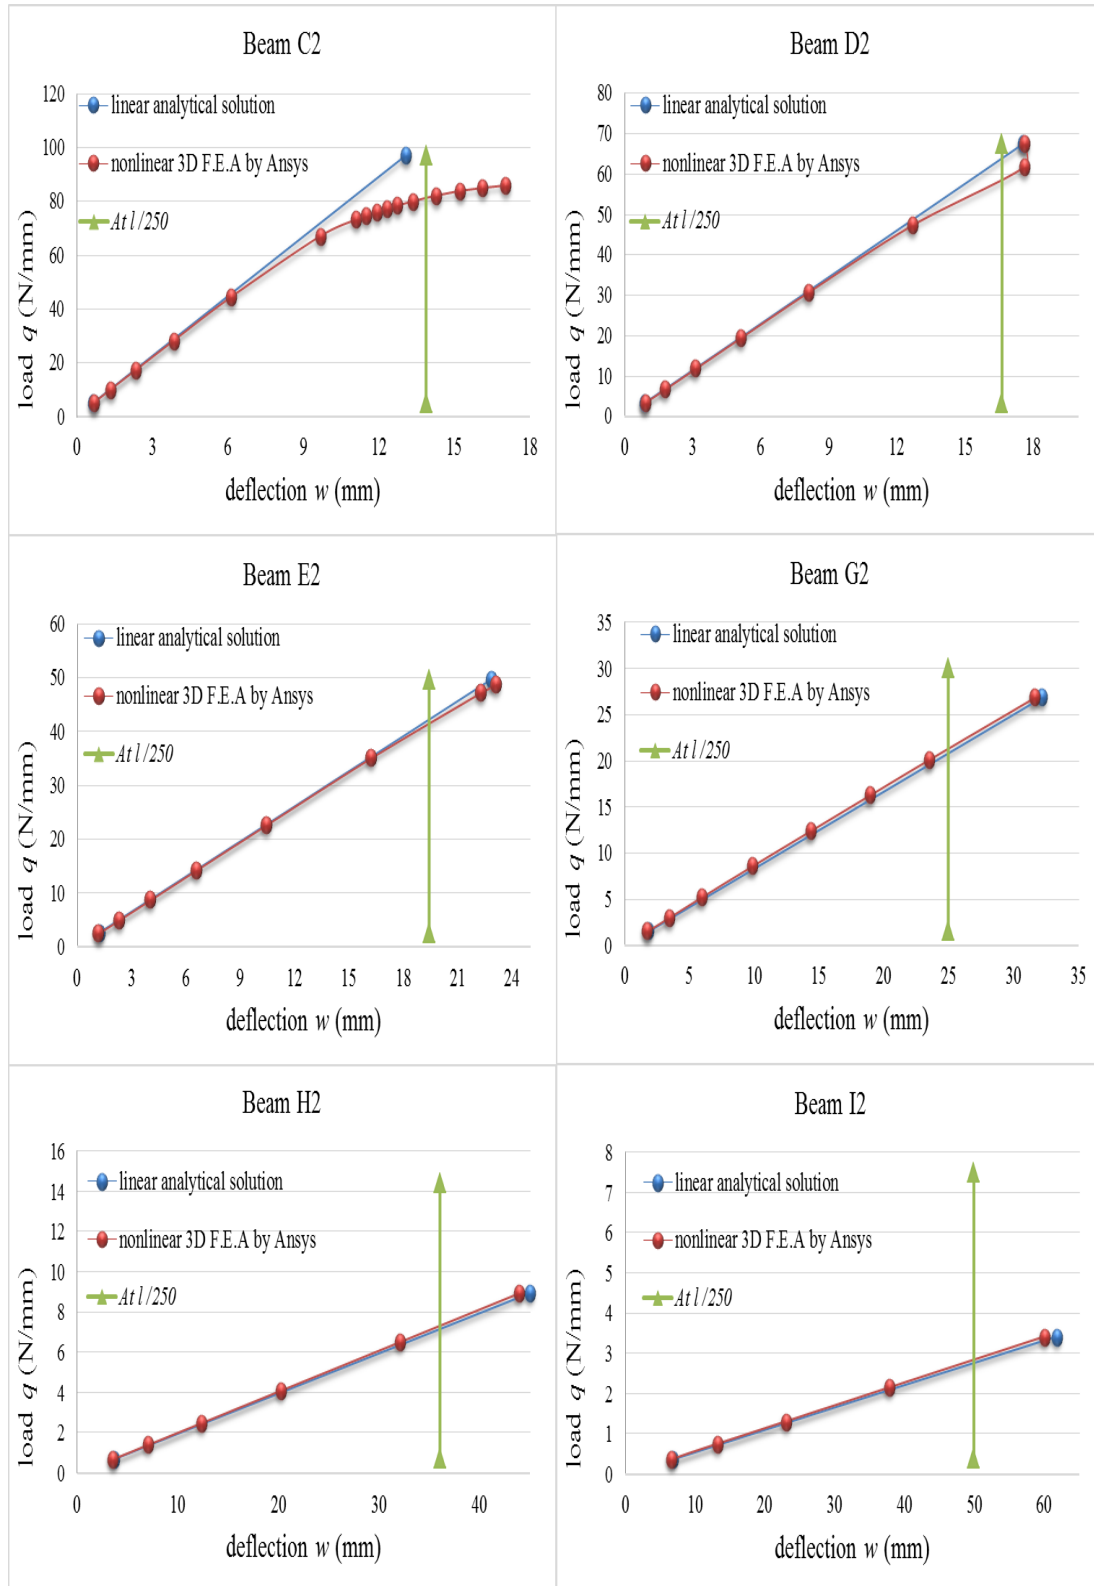 Beam C2
120
linear analytical solution
100
nonlinear 3D F.E.A by Ansys
80
At l /250
60
40
20
0
load q (N/mm)
0 3 6 9 12 15 18
deflection w (mm)
Beam D2
80
linear analytical solution
70
nonlinear 3D F.E.A by Ansys
60
50
At l /250
40
30
20
10
0
load q (N/mm)
0 3 6 9 12 15 18
deflection w (mm)
Beam E2
60
linear analytical solution
50
nonlinear 3D F.E.A by Ansys
40
At l /250
30
20
10
0
load q (N/mm)
0 3 6 9 12 15 18 21 24
deflection w (mm)
Beam G2
35
linear analytical solution
30
nonlinear 3D F.E.A by Ansys
25
At l /250
20
15
10
5
0
load q (N/mm)
0 5 10 15 20 25 30 35
deflection w (mm)
Beam H2
16
linear analytical solution
14
12
nonlinear 3D F.E.A by Ansys
10
At l /250
8
6
4
2
0
load q (N/mm)
0 10 20 30 40
deflection w (mm)
Beam I2
8
linear analytical solution
7
6
nonlinear 3D F.E.A by Ansys
5
At l /250
4
3
2
1
0
load q (N/mm)
0 10 20 30 40 50 60
deflection w (mm)